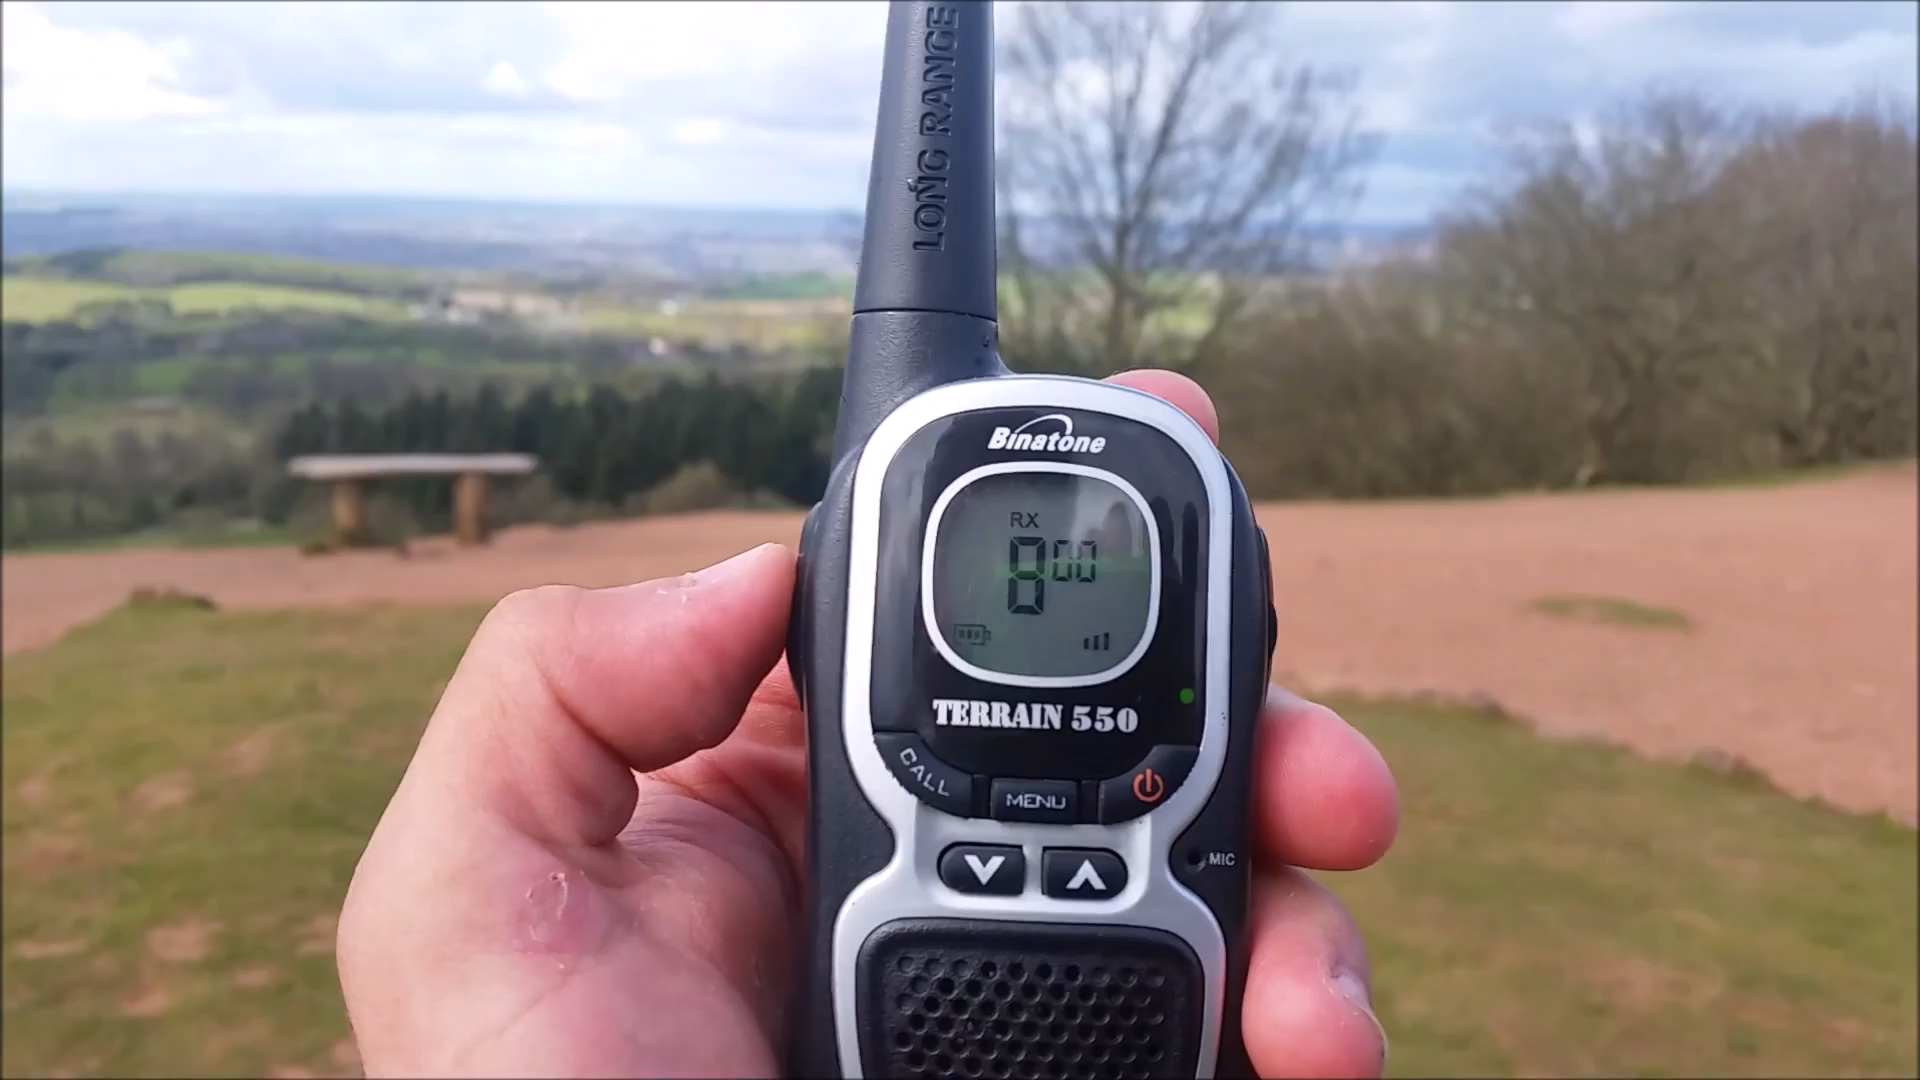 LONG RANGE
Binatone
RX
8 00
TERRAIN 550
CALL
MENU
MIC